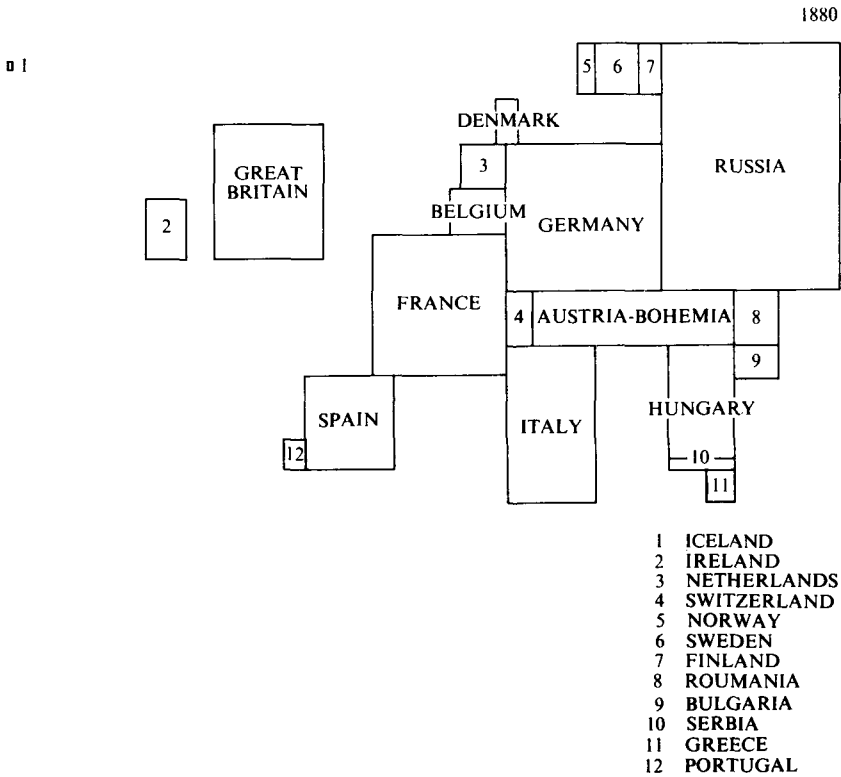 1880
1
5 6 7
DENMARK
GREAT
BRITAIN
3
RUSSIA
2
BELGIUM
GERMANY
FRANCE
4
AUSTRIA-BOHEMIA
8
9
SPAIN
ITALY
HUNGARY
12
10
11
1 ICELAND
2 IRELAND
3 NETHERLANDS
4 SWITZERLAND
5 NORWAY
6 SWEDEN
7 FINLAND
8 ROUMANIA
9 BULGARIA
10 SERBIA
11 GREECE
12 PORTUGAL